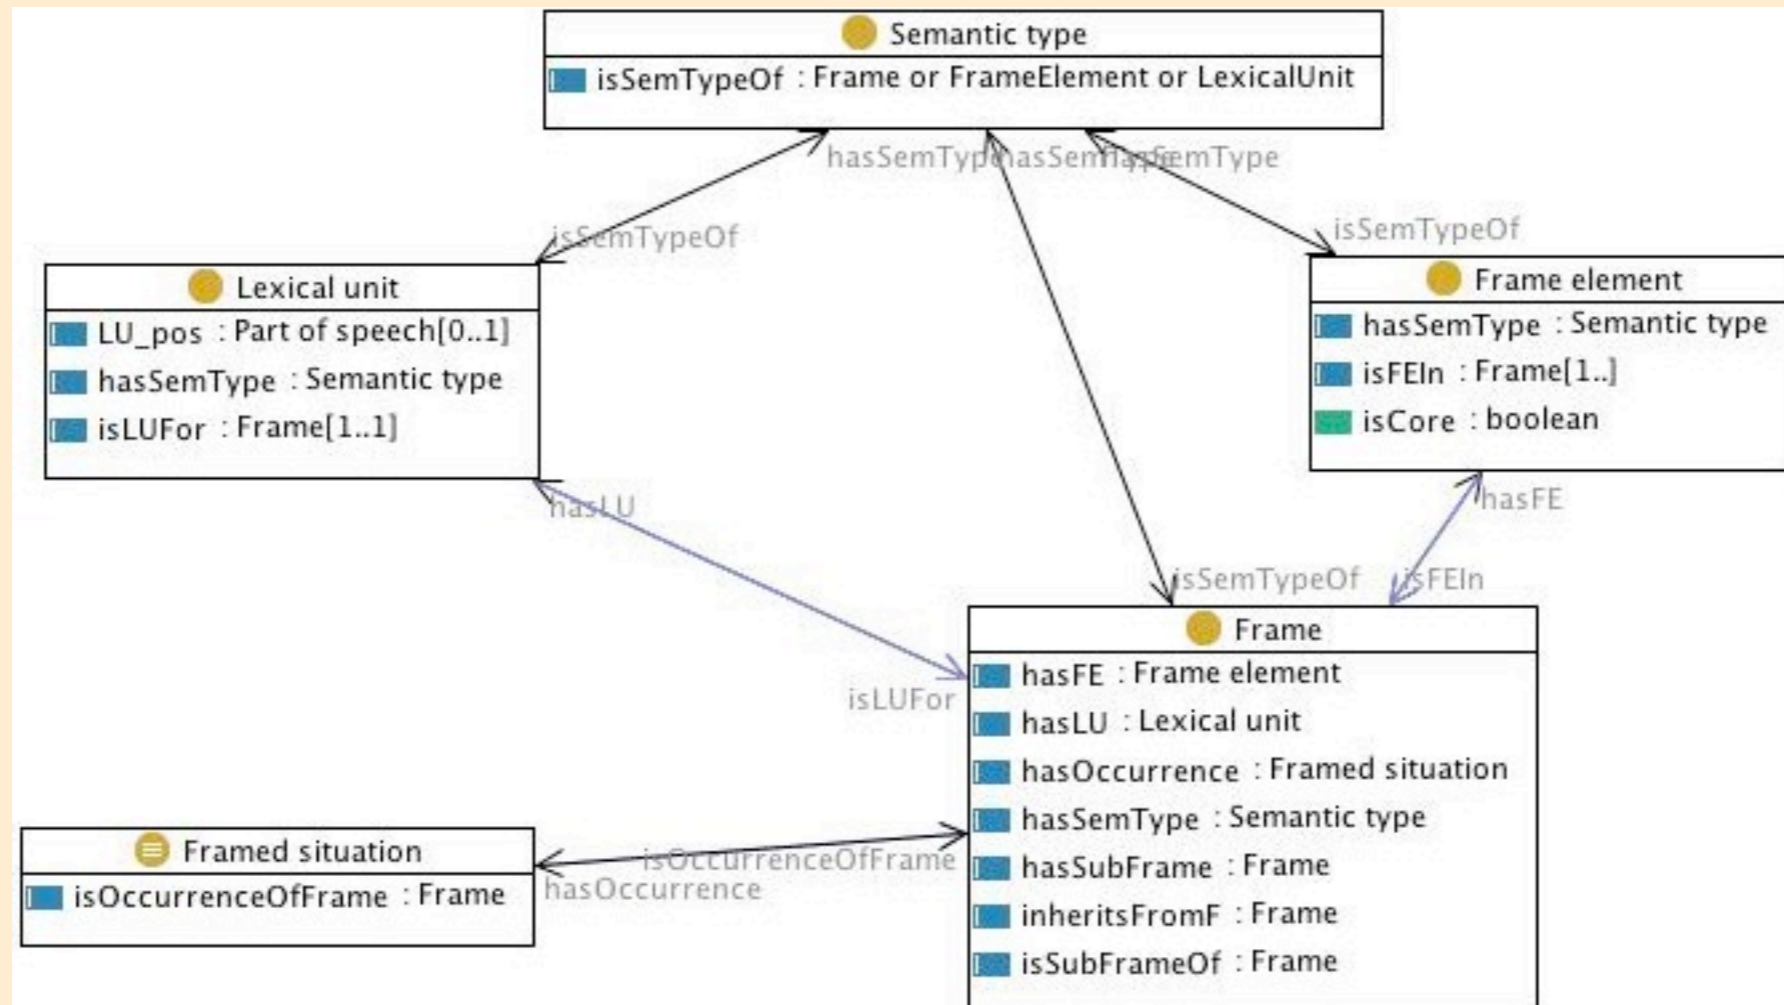 Semantic type
isSemTypeOf : Frame or FrameElement or LexicalUnit
hasSemType hasSemType hasSemType
isSemTypeOf
isSemTypeOf
Lexical unit
LU_pos : Part of speech[0..1]
hasSemType : Semantic type
isLUFor : Frame[1..1]
Frame element
hasSemType : Semantic type
isFEIn : Frame[1..]
isCore : boolean
hasLU
hasFE
isSemTypeOf
isFEIn
isLUFor
Frame
hasFE : Frame element
hasLU : Lexical unit
hasOccurrence : Framed situation
hasSemType : Semantic type
hasSubFrame : Frame
inheritsFromF : Frame
isSubFrameOf : Frame
Framed situation
isOccurrenceOfFrame : Frame
isOccurrenceOfFrame
hasOccurrence